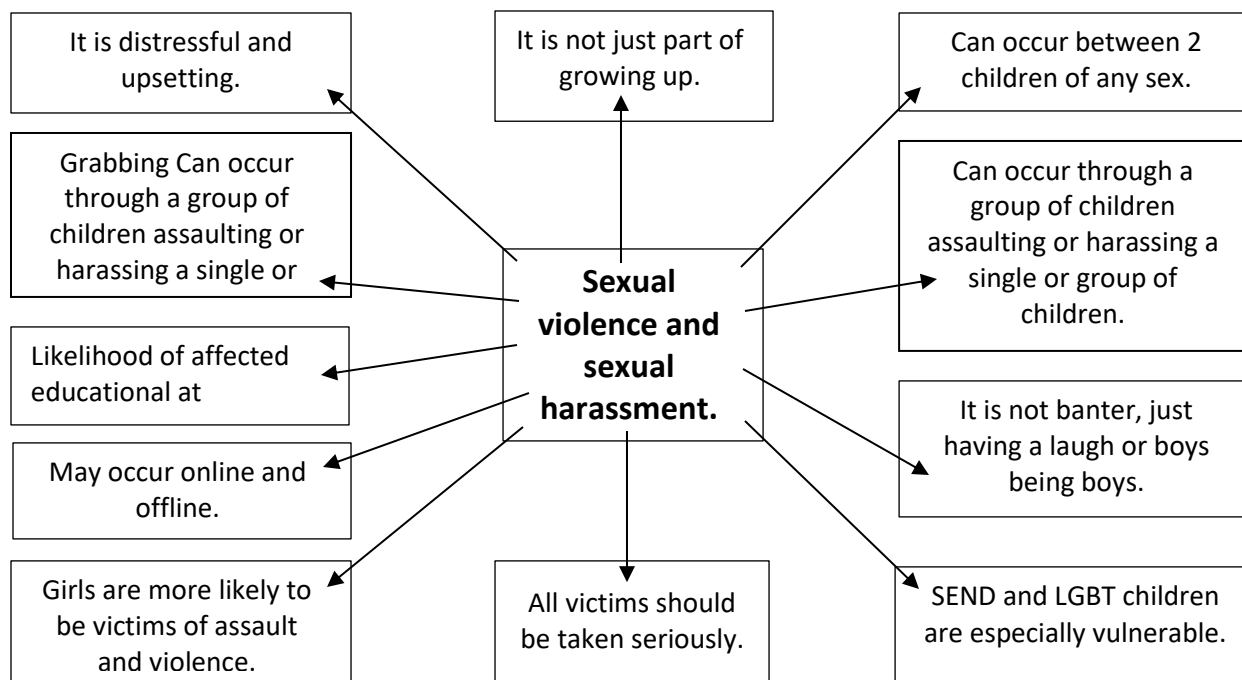 It is distressful and
upsetting.
It is not just part of
growing up.
Can occur between 2
children of any sex.
Grabbing Can occur
through a group of
children assaulting or
harassing a single or
Can occur through a
group of children
assaulting or harassing a
single or group of
children.
Sexual
violence and
sexual
harassment.
Likelihood of affected
educational at
It is not banter, just
having a laugh or boys
being boys.
May occur online and
offline.
Girls are more likely to
be victims of assault
and violence.
All victims should
be taken seriously.
SEND and LGBT children
are especially vulnerable.